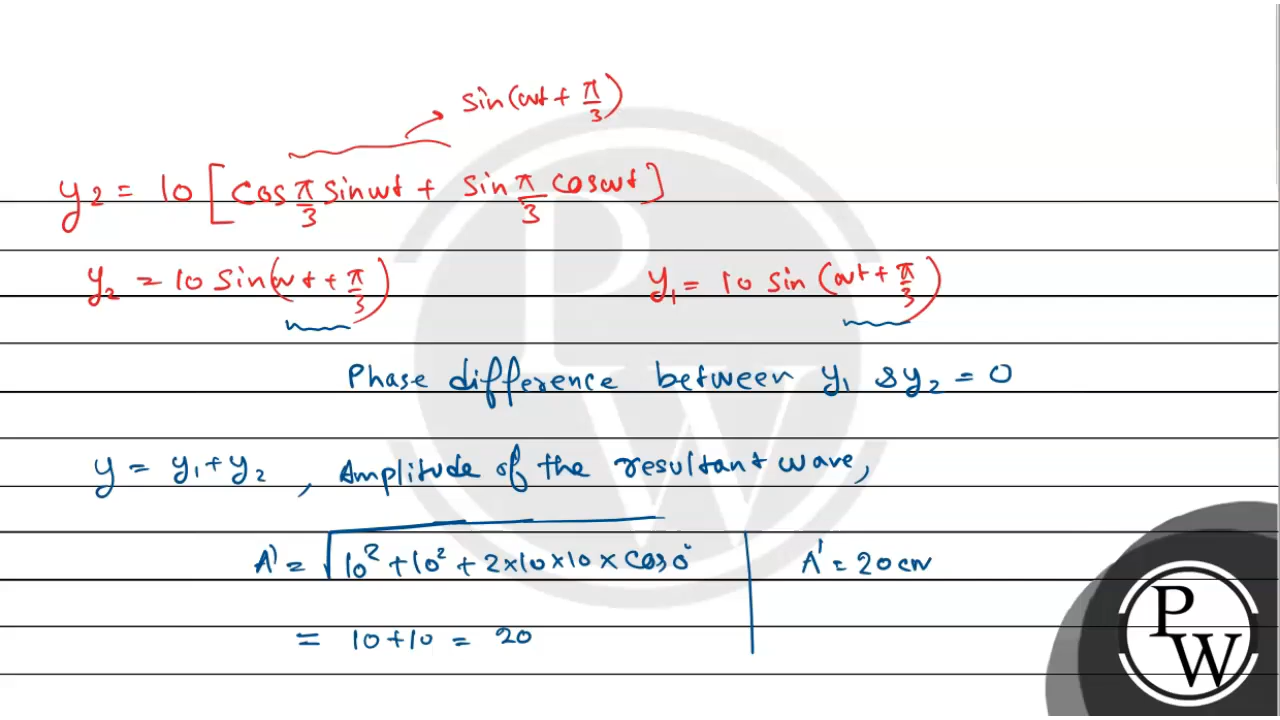 sin(ωt + π/3)
y2 = 10 [cos π/3 sinωt + sin π/3 cosωt]
y2 = 10 sin(ωt + π/3) y1 = 10 sin (ωt + π/3)
Phase difference between y1 & y2 = 0
y = y1 + y2 , Amplitude of the resultant wave,
A' = √10² + 10² + 2×10×10 × cos 0° A' = 20 cm
= 10 + 10 = 20
P
W
P
W